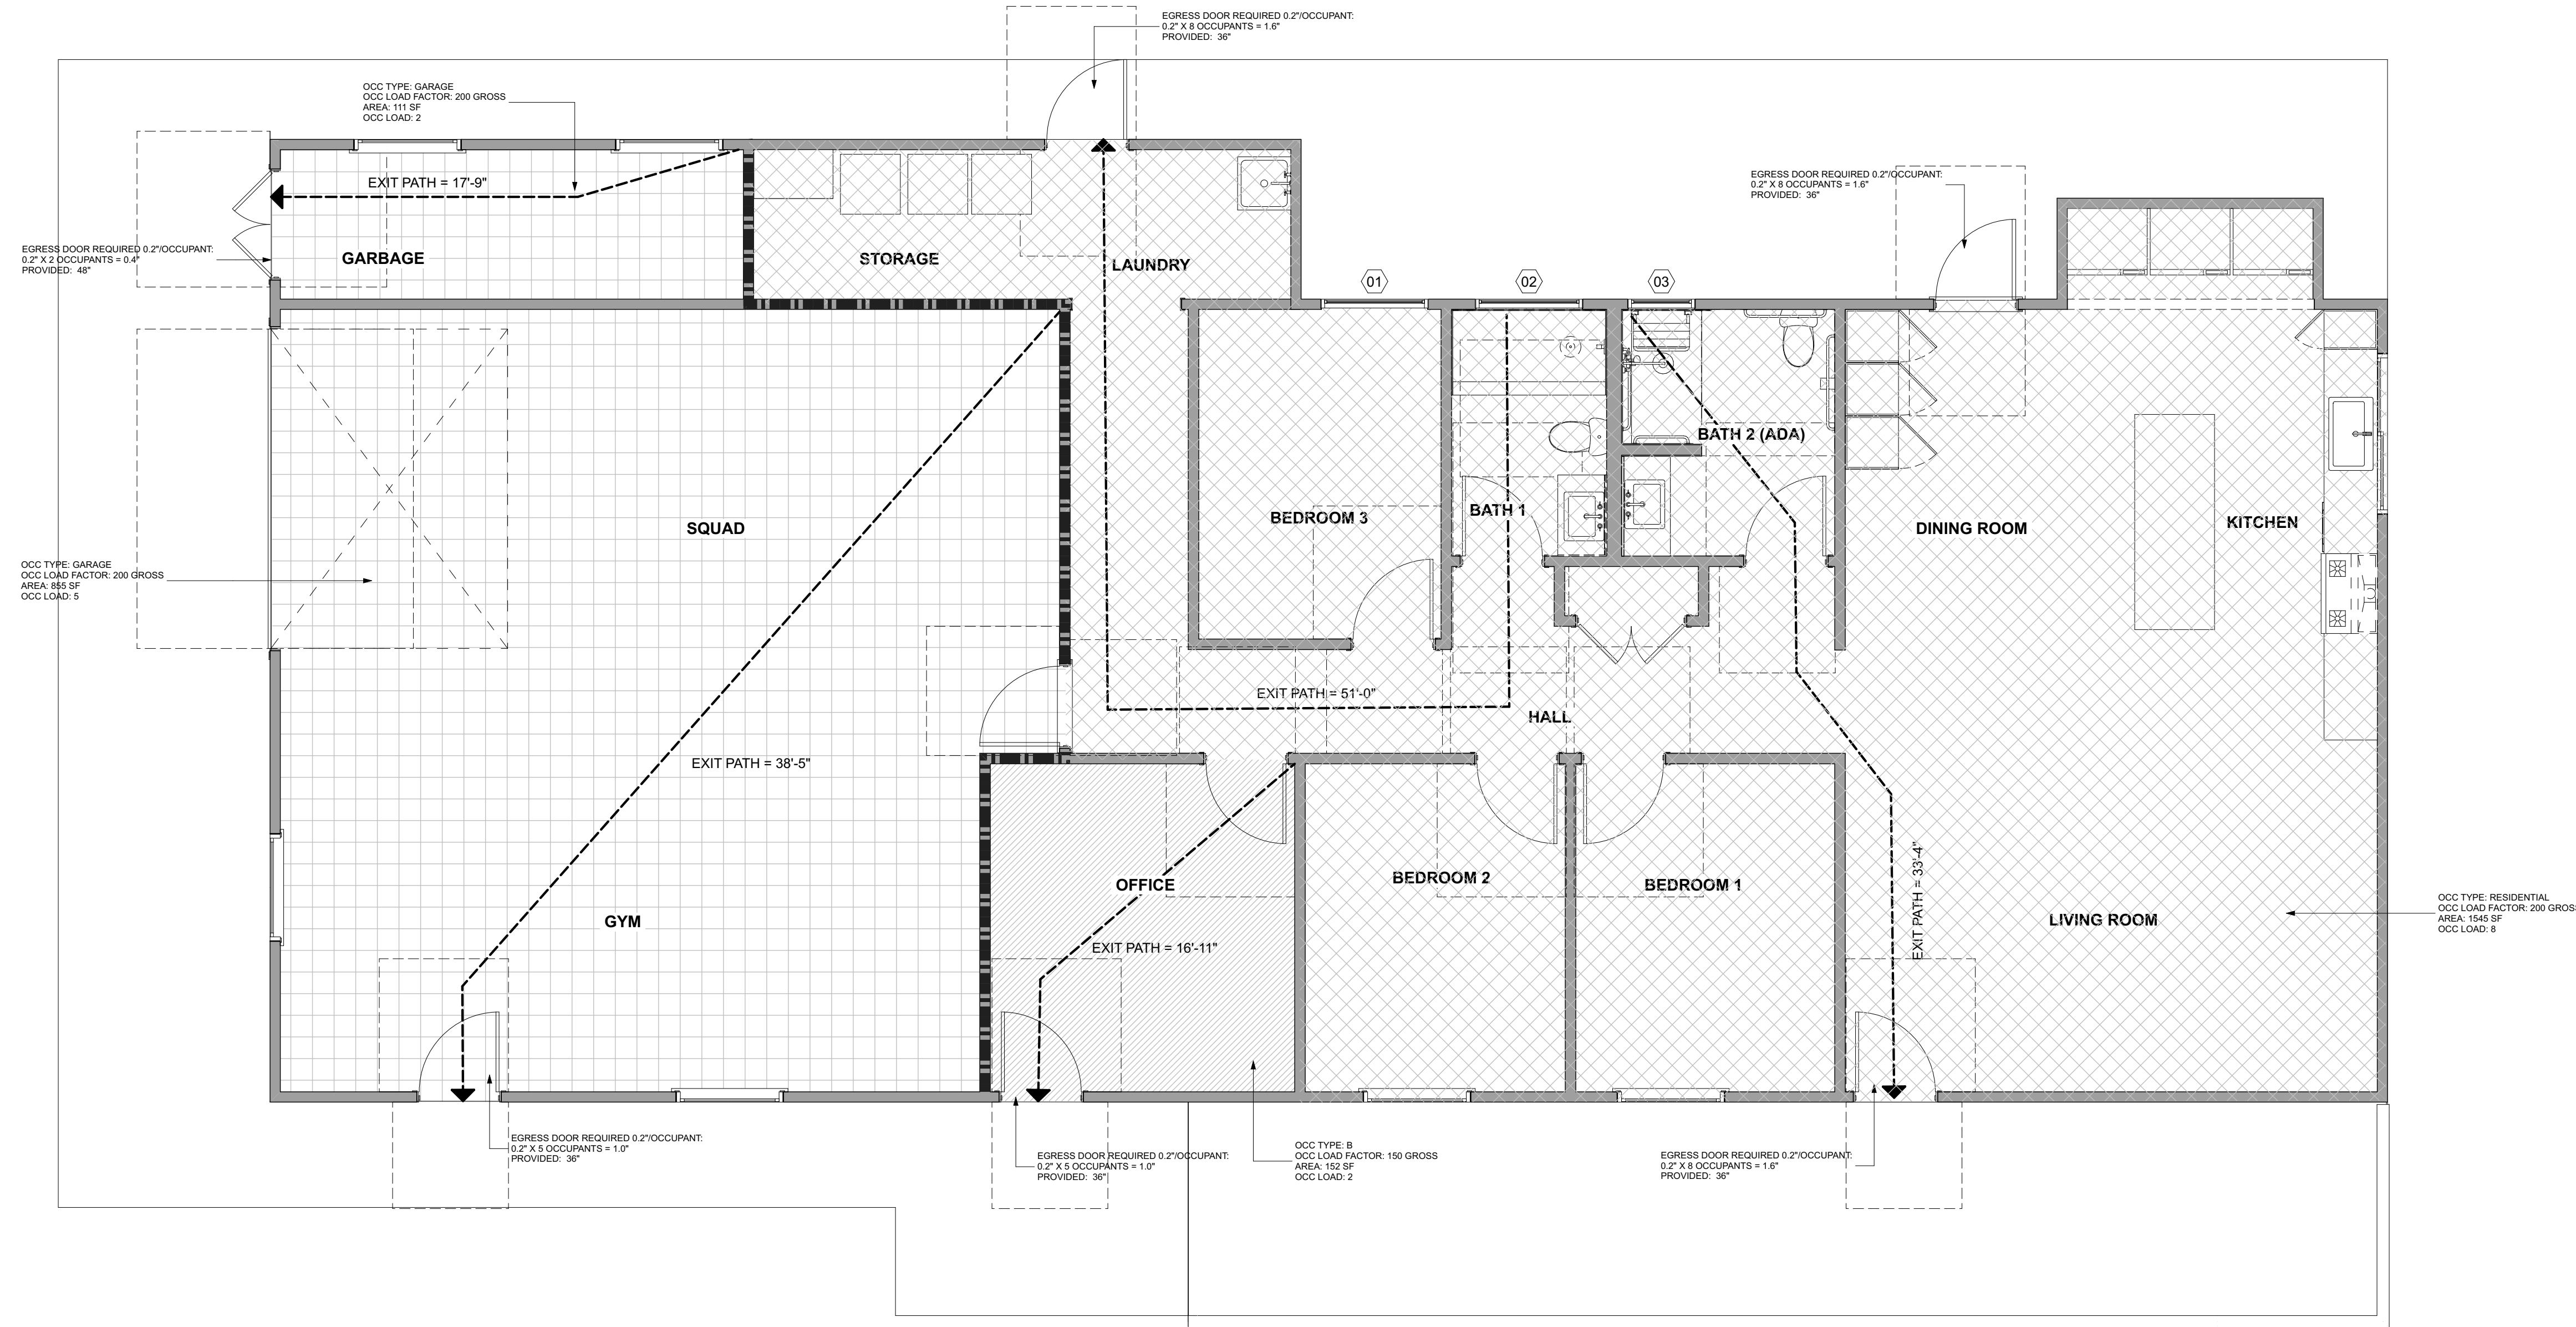 EGRESS DOOR REQUIRED 0.2"/OCCUPANT:
0.2" X 8 OCCUPANTS = 1.6"
PROVIDED:  36"
OCC TYPE: GARAGE
OCC LOAD FACTOR: 200 GROSS
AREA: 111 SF
OCC LOAD: 2
EXIT PATH = 17'-9"
EGRESS DOOR REQUIRED 0.2"/OCCUPANT:
0.2" X 8 OCCUPANTS = 1.6"
PROVIDED:  36"
EGRESS DOOR REQUIRED 0.2"/OCCUPANT:
0.2" X 2 OCCUPANTS = 0.4"
PROVIDED:  48"
GARBAGE
STORAGE
LAUNDRY
01
02
03
BATH 2 (ADA)
SQUAD
BEDROOM 3
BATH 1
DINING ROOM
KITCHEN
OCC TYPE: GARAGE
OCC LOAD FACTOR: 200 GROSS
AREA: 855 SF
OCC LOAD: 5
EXIT PATH = 51'-0"
HALL
EXIT PATH = 38'-5"
OFFICE
BEDROOM 2
BEDROOM 1
EXIT PATH = 33'-4"
GYM
LIVING ROOM
EXIT PATH = 16'-11"
OCC TYPE: RESIDENTIAL
OCC LOAD FACTOR: 200 GROS
AREA: 1545 SF
OCC LOAD: 8
EGRESS DOOR REQUIRED 0.2"/OCCUPANT:
0.2" X 5 OCCUPANTS = 1.0"
PROVIDED:  36"
EGRESS DOOR REQUIRED 0.2"/OCCUPANT:
0.2" X 5 OCCUPANTS = 1.0"
PROVIDED:  36"
OCC TYPE: B
OCC LOAD FACTOR: 150 GROSS
AREA: 152 SF
OCC LOAD: 2
EGRESS DOOR REQUIRED 0.2"/OCCUPANT:
0.2" X 8 OCCUPANTS = 1.6"
PROVIDED:  36"